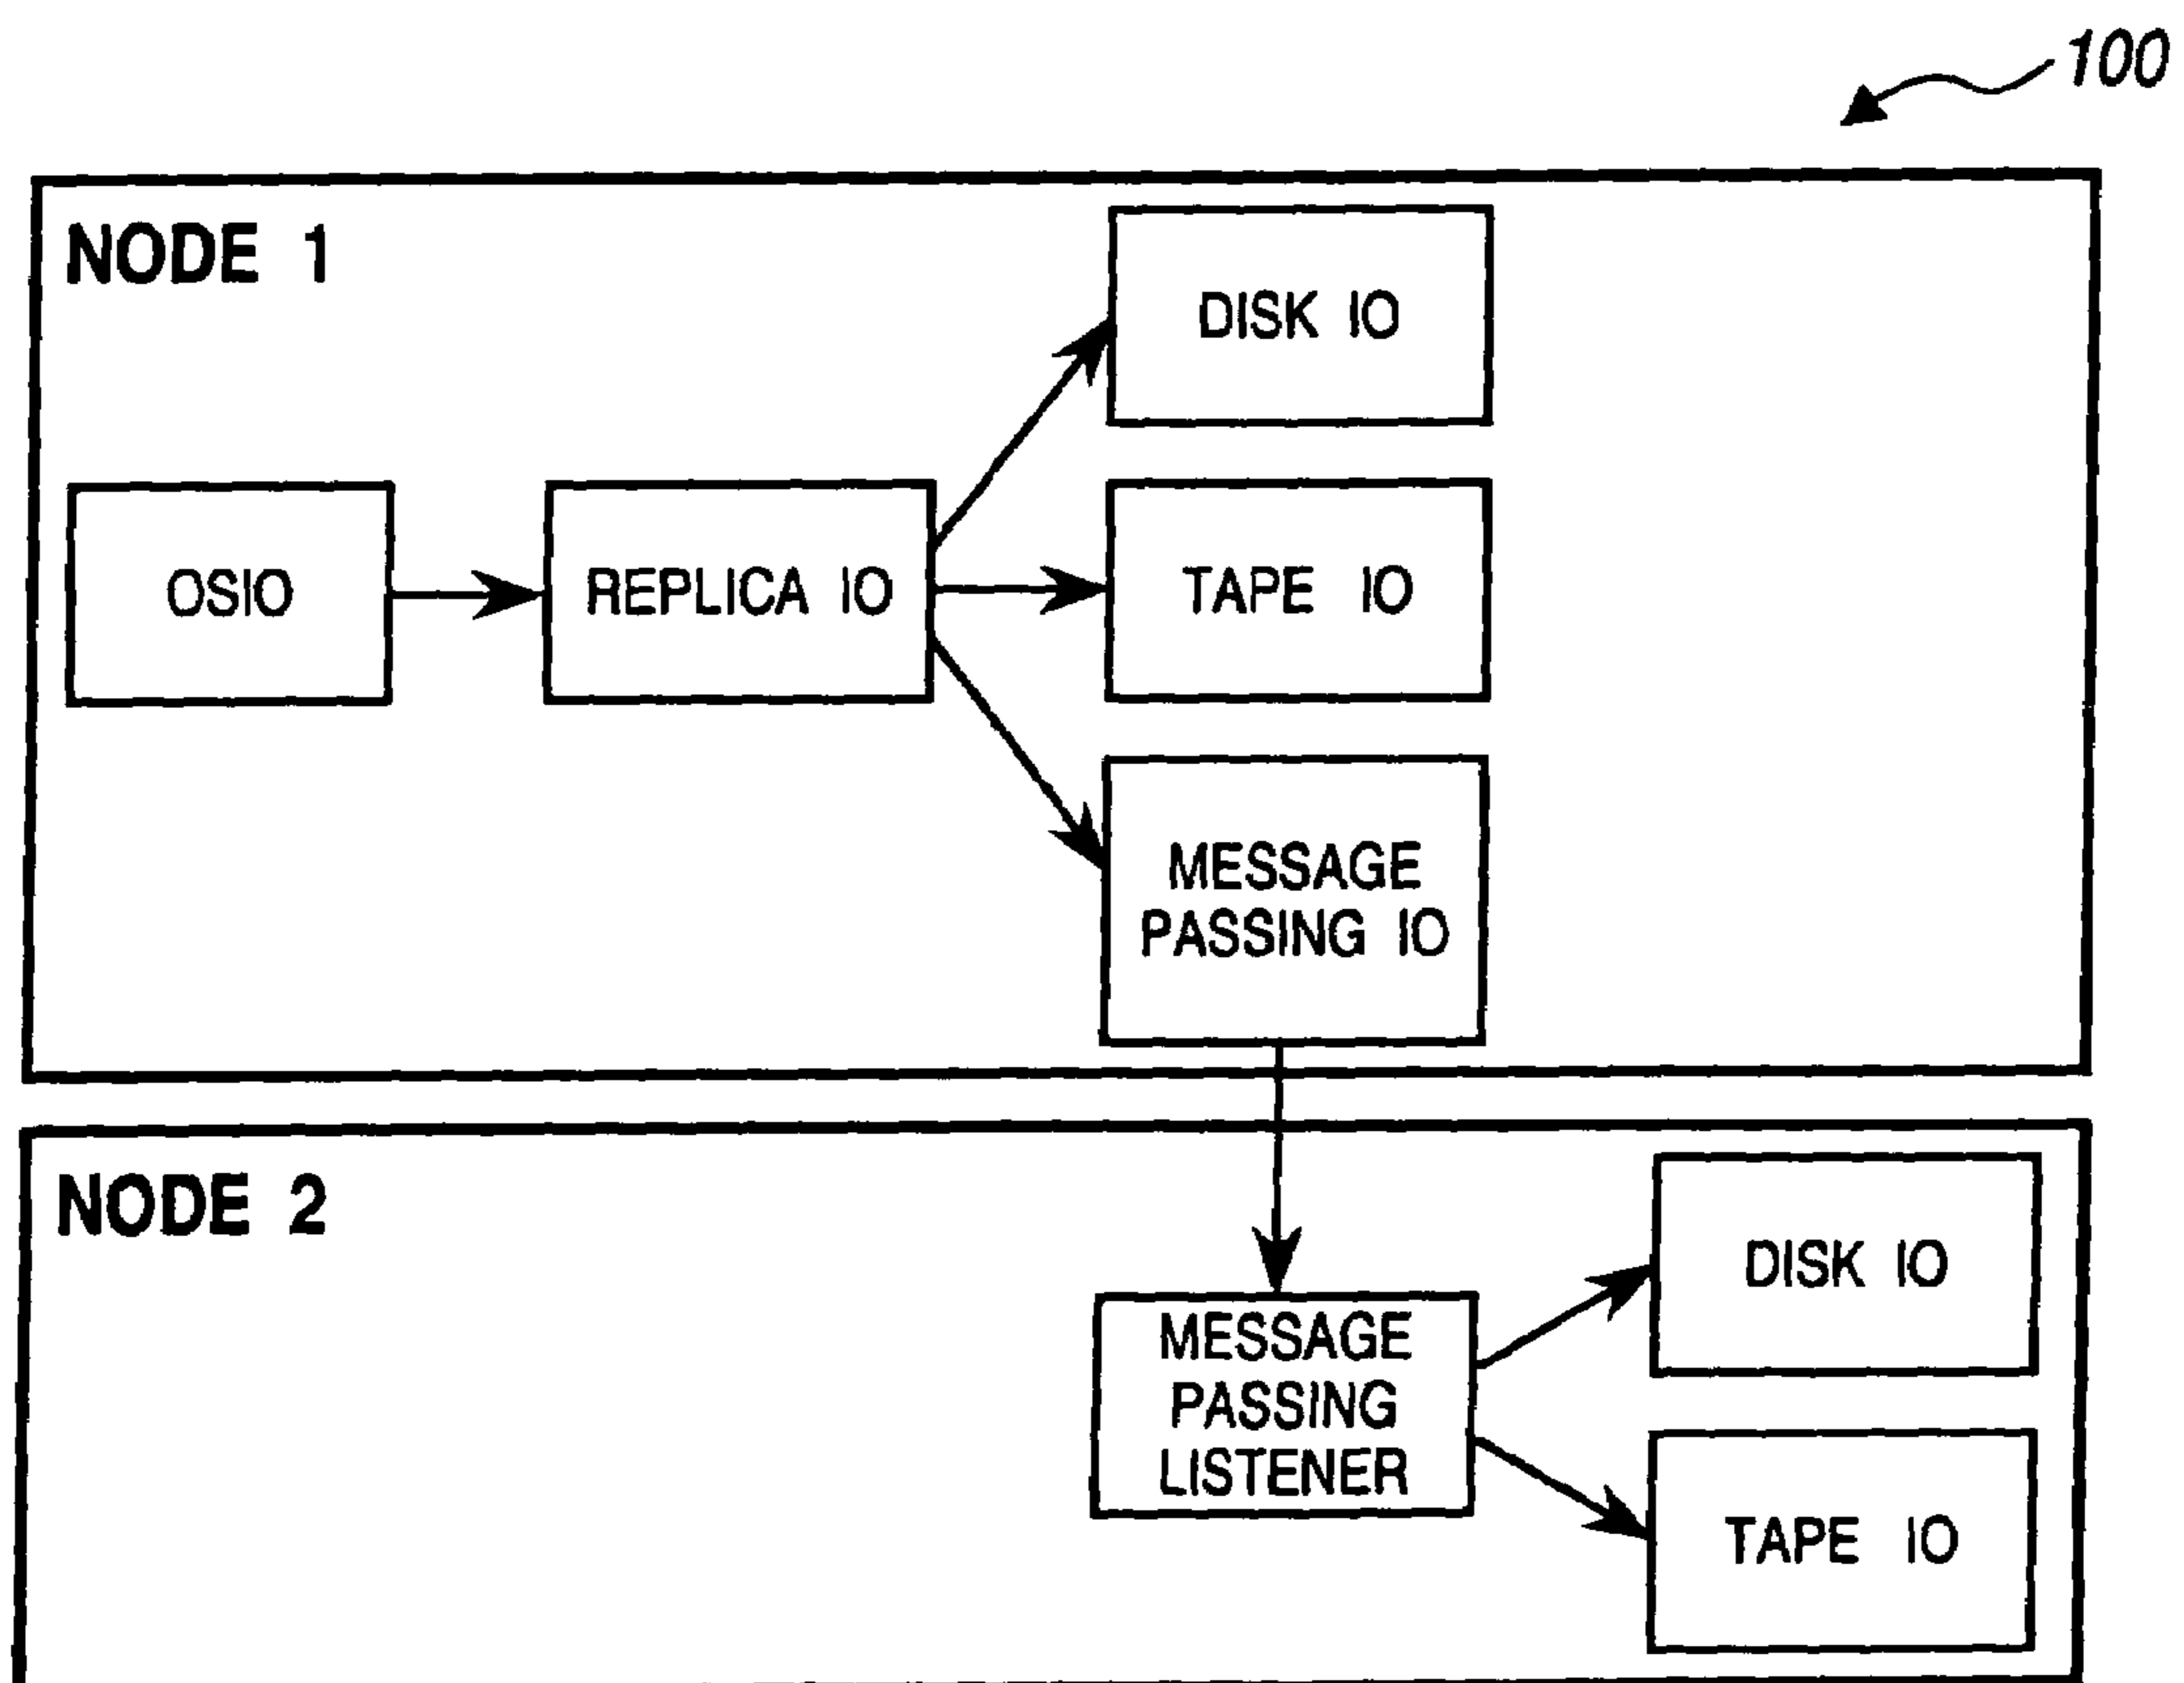 100
NODE 1
DISK IO
OSIO
REPLICA IO
TAPE IO
MESSAGE
PASSING IO
NODE 2
DISK IO
MESSAGE
PASSING
LISTENER
TAPE IO